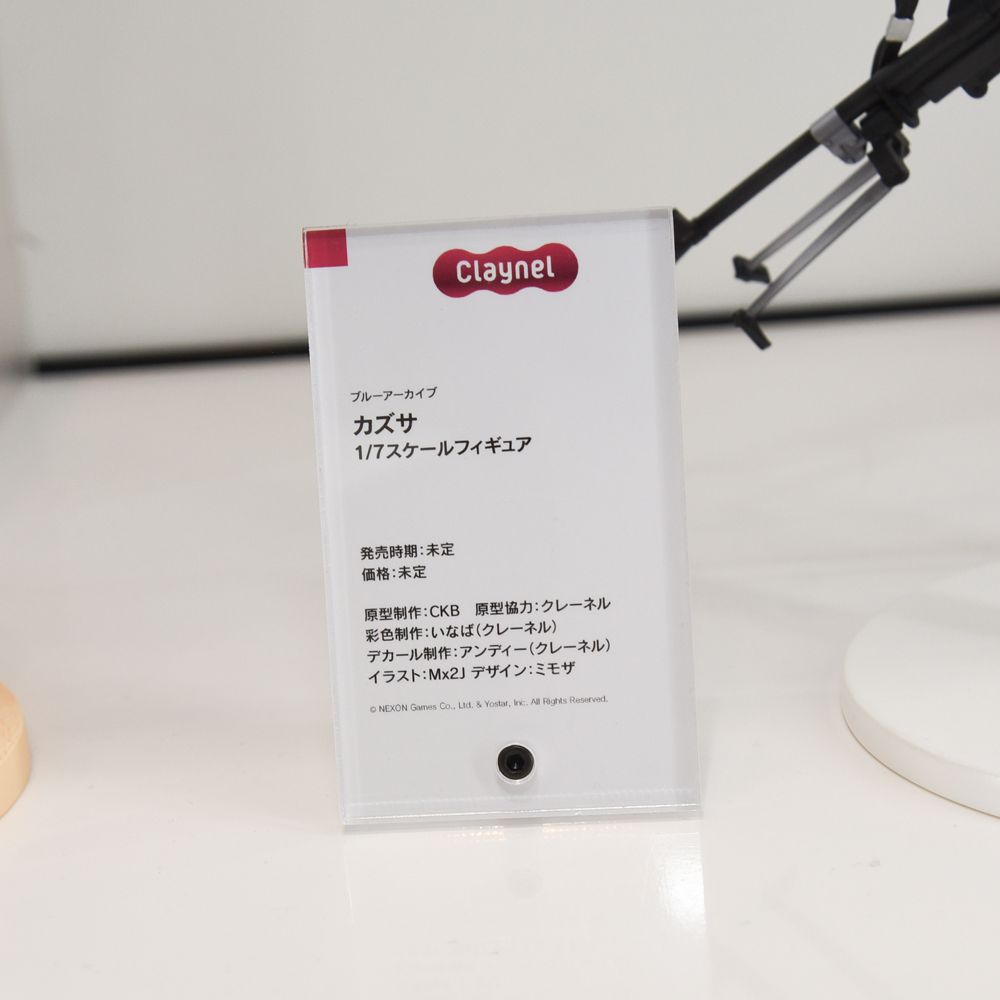 Claynel
ブルーアーカイブ
カズサ
1/7スケールフィギュア
発売時期：未定
価格：未定
原型制作：CKB　原型協力：クレーネル
彩色制作：いなば（クレーネル）
デカール制作：アンディー（クレーネル）
イラスト：Mx2J デザイン：ミモザ
© NEXON Games Co., Ltd. & Yostar, Inc. All Rights Reserved.